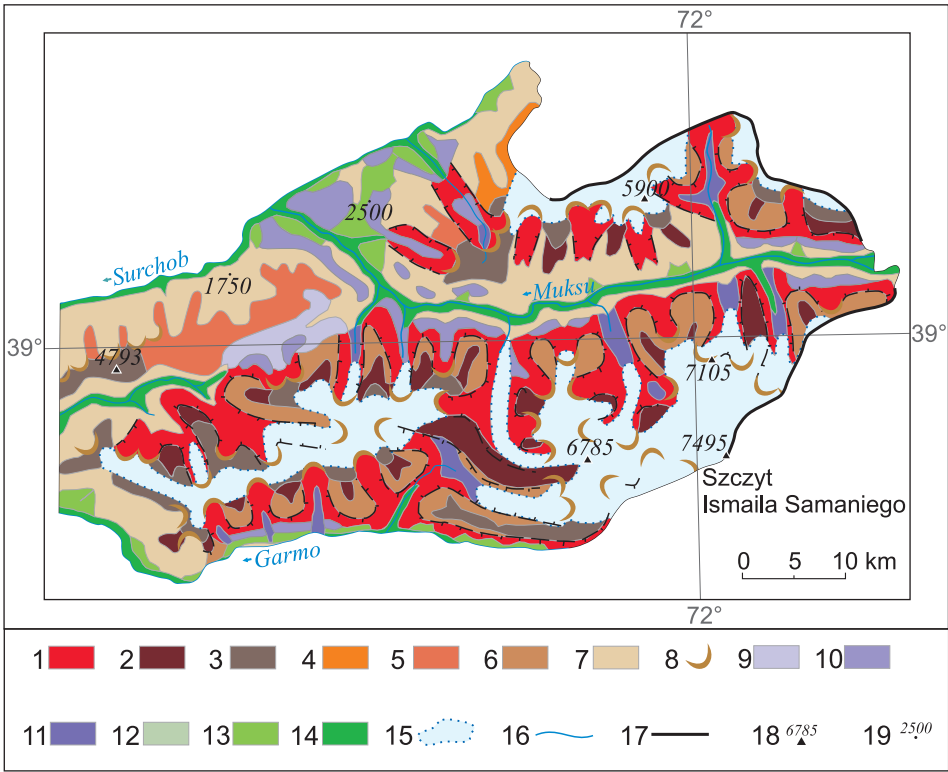 72°
5900
2500
Surchob
1750
Muksu
39°
39°
4793
7105
6785
7495
Szczyt
Ismaila Samaniego
Garmo
0 5 10 km
72°
1 2 3 4 5 6 7 8 9 10
11 12 13 14 15 16 17 18 6785 19 2500